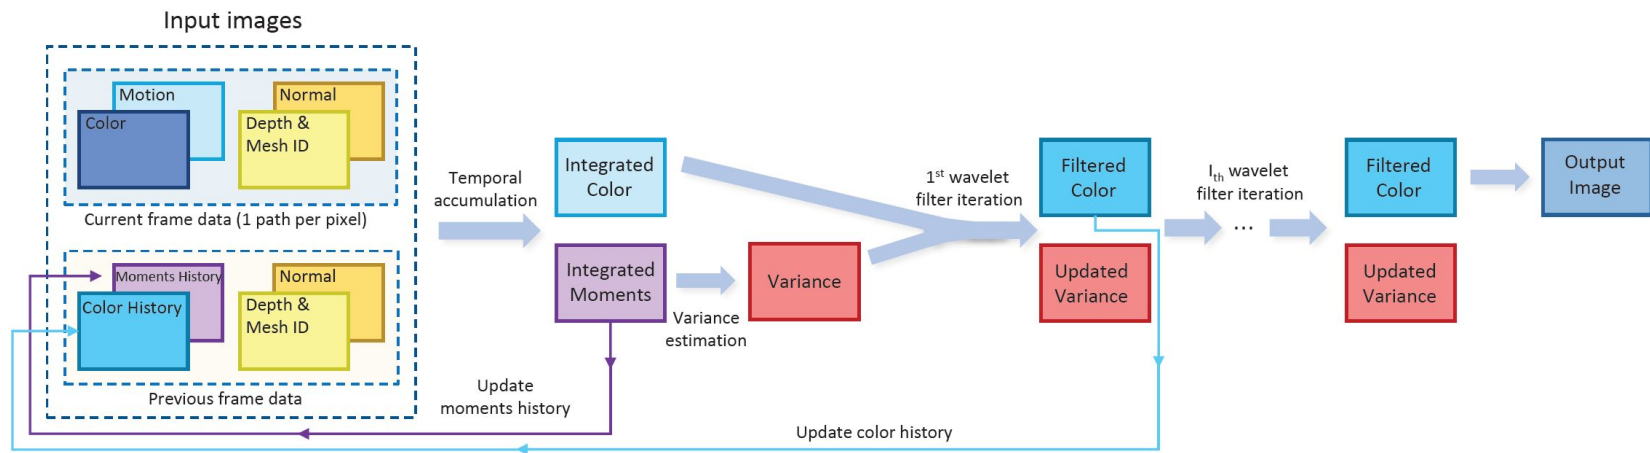 Input images
Motion
Normal
Color
Depth &
Mesh ID
Current frame data (1 path per pixel)
Moments History
Normal
Color History
Depth &
Mesh ID
Previous frame data
Temporal
accumulation
Integrated
Color
Integrated
Moments
Variance
estimation
Variance
Update
moments history
1st wavelet
filter iteration
Filtered
Color
Updated
Variance
Update color history
Ith wavelet
filter iteration
...
Filtered
Color
Updated
Variance
Output
Image